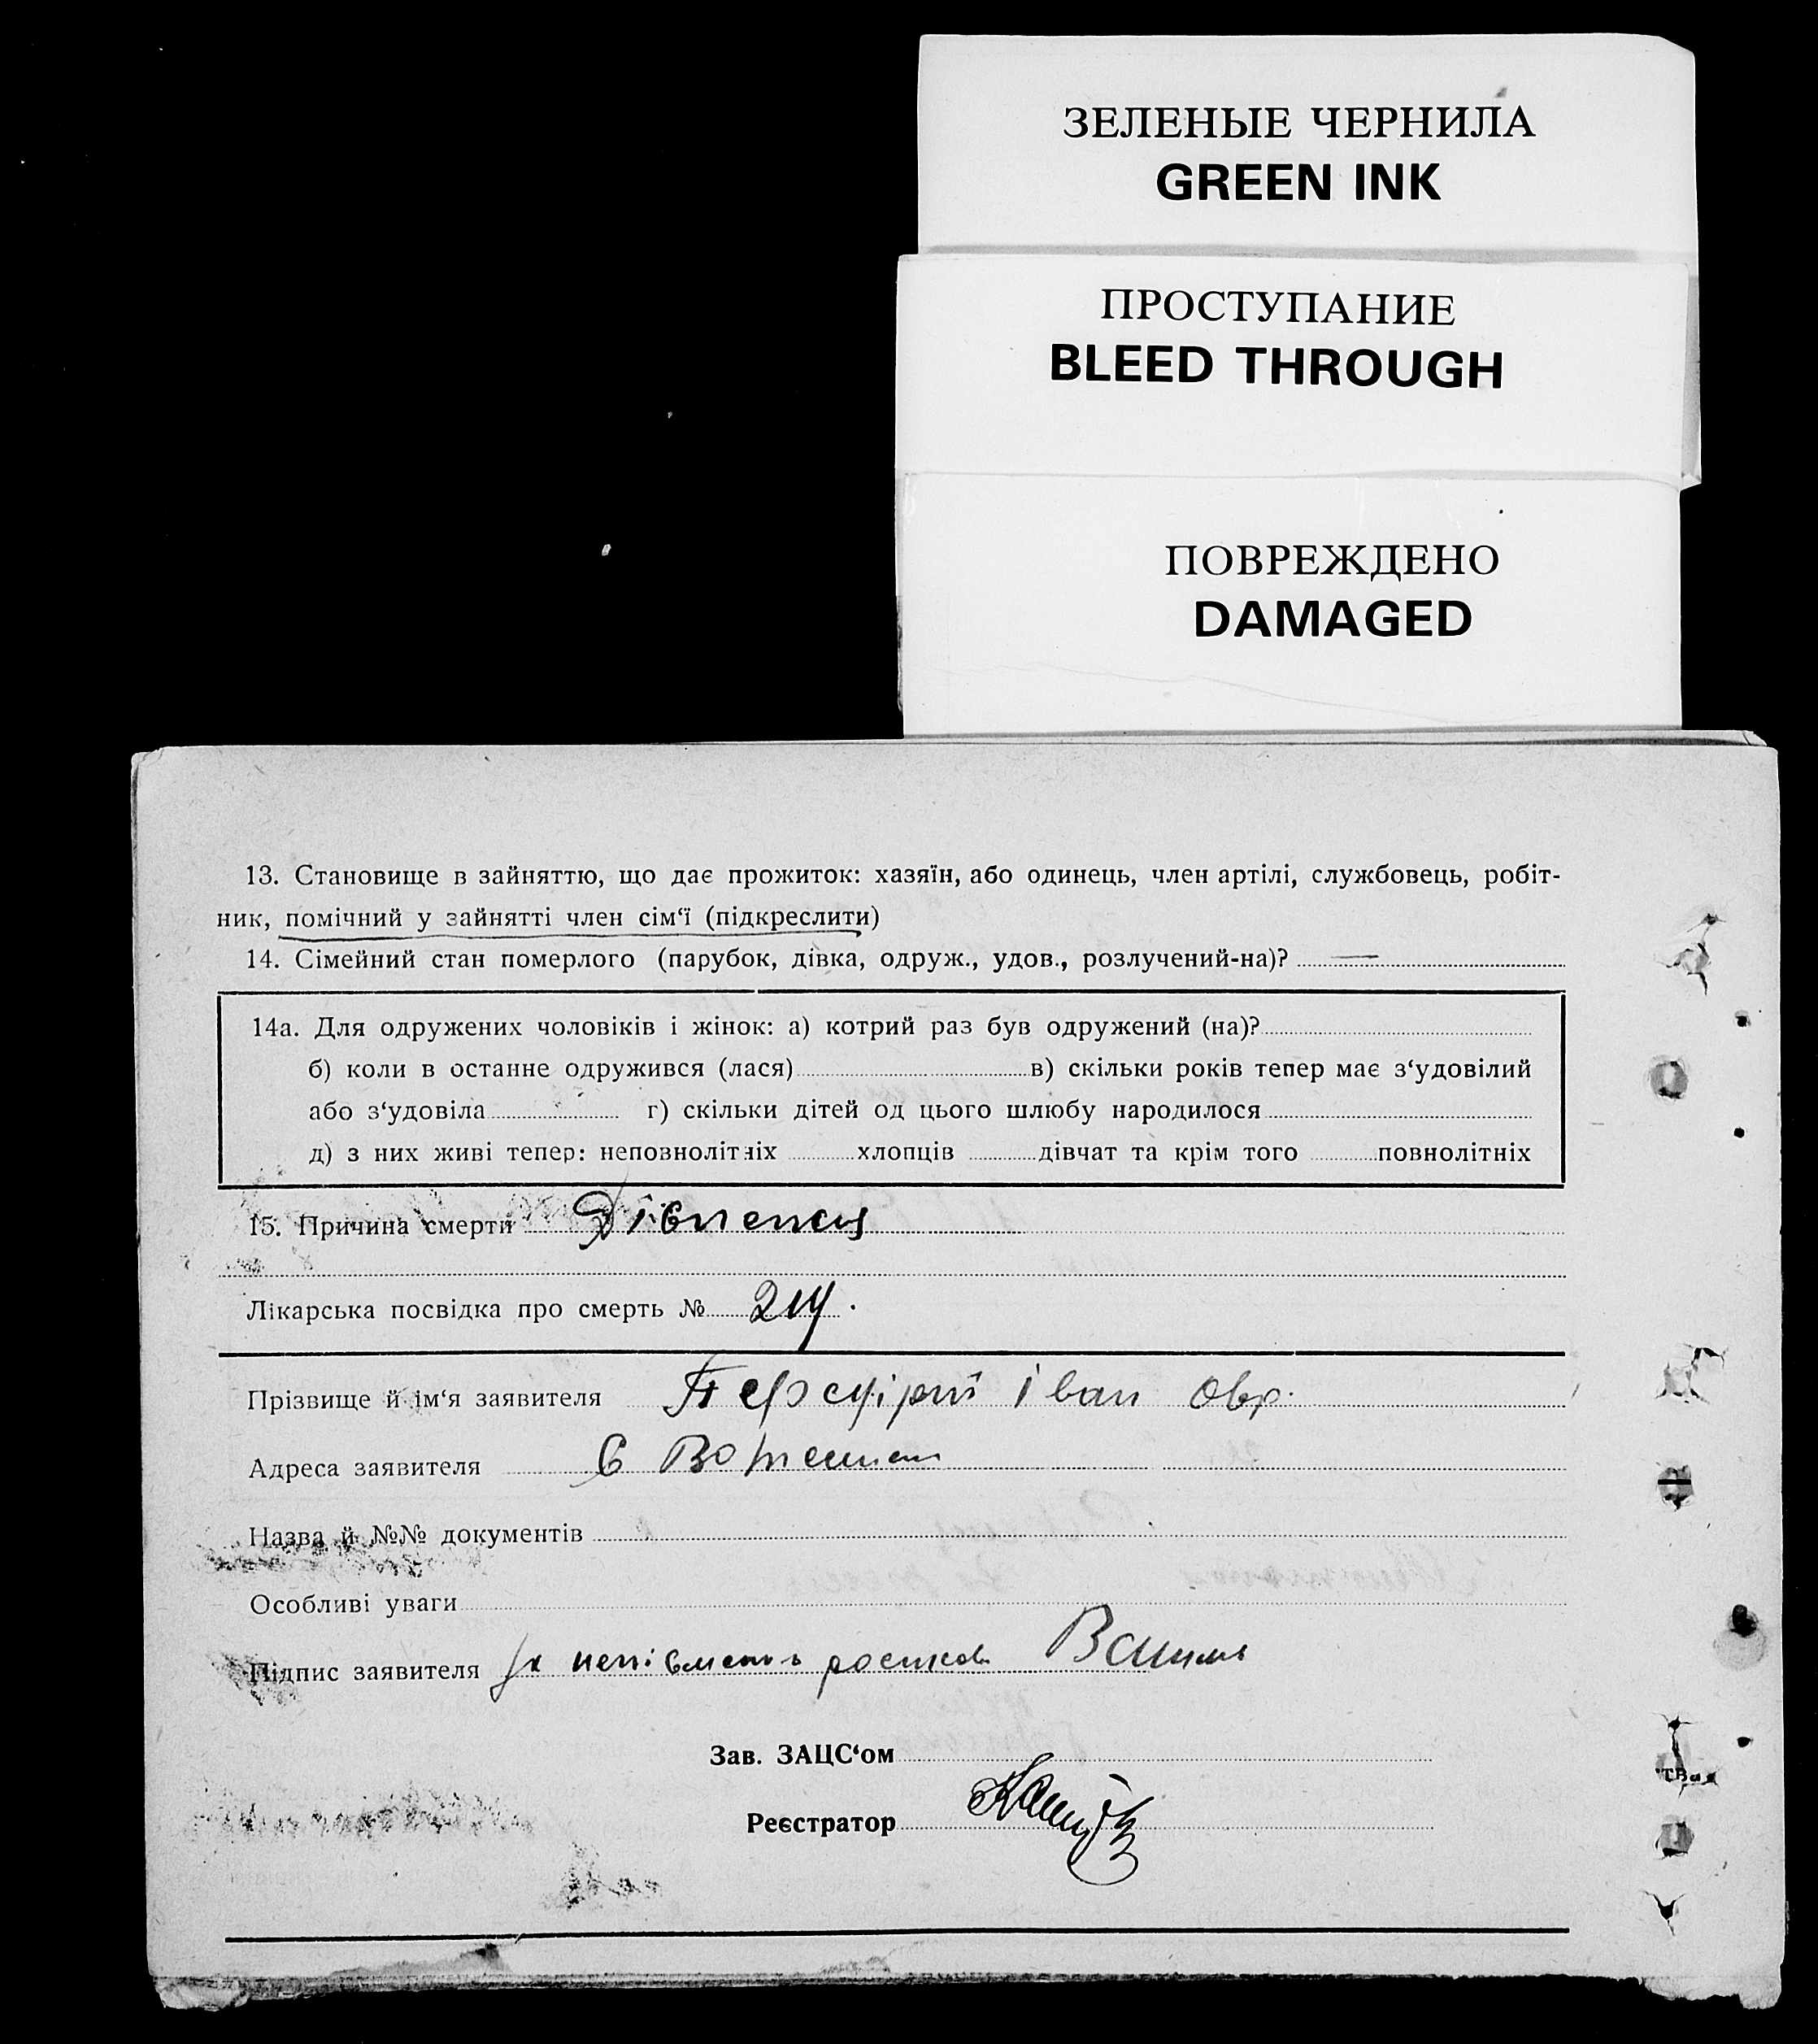 ЗЕЛЕНЫЕ ЧЕРНИЛА
GREEN INK
ПРОСТУПАНИЕ
BLEED THROUGH
ПОВРЕЖДЕНО
DAMAGED
13. Становище в зайняттю, що дає прожиток: хазяїн, або одинець, член артілі, службовець, робіт-
ник, помічний у зайнятті член сім‘ї (підкреслити)
14. Сімейний стан померлого (парубок, дівка, одруж., удов., розлучений-на)? —
14а. Для одружених чоловіків і жінок: а) котрий раз був одружений (на)?
б) коли в останнє одружився (лася) в) скільки років тепер має з‘удовілий
або з‘удовіла г) скільки дітей од цього шлюбу народилося
д) з них живі тепер: неповнолітніх хлопців дівчат та крім того повнолітніх
15. Причина смерти
Лікарська посвідка про смерть № 214.
Прізвище й ім‘я заявителя Іван
Адреса заявителя С
Назва й №№ документів
Особливі уваги
Підпис заявителя
Зав. ЗАЦС‘ом
Реєстратор